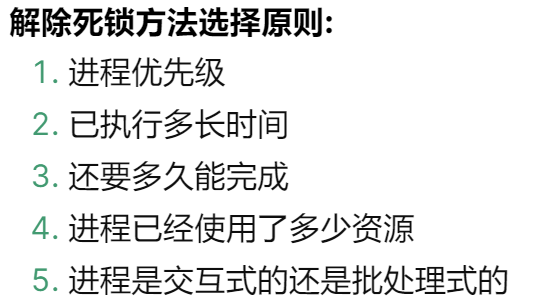 解除死锁方法选择原则:
1. 进程优先级
2. 已执行多长时间
3. 还要多久能完成
4. 进程已经使用了多少资源
5. 进程是交互式的还是批处理式的